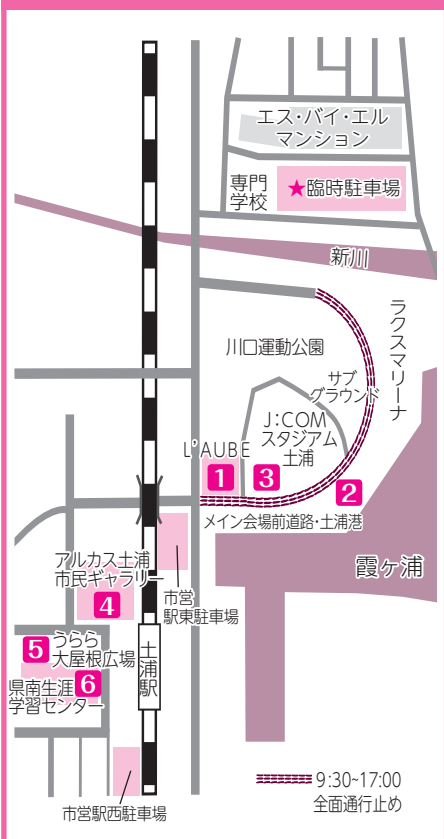 エス・バイ・エル
マンション
専門
学校
★臨時駐車場
新川
ラクスマリーナ
川口運動公園
サブ
グラウンド
J:COM
スタジアム
土浦
L'AUBE
1
3
2
メイン会場前道路・土浦港
霞ヶ浦
アルカス土浦
市民ギャラリー
4
市営
駅東駐車場
5
うらら
大屋根広場
土浦駅
県南生涯
学習センター
6
市営駅西駐車場
9:30~17:00
全面通行止め